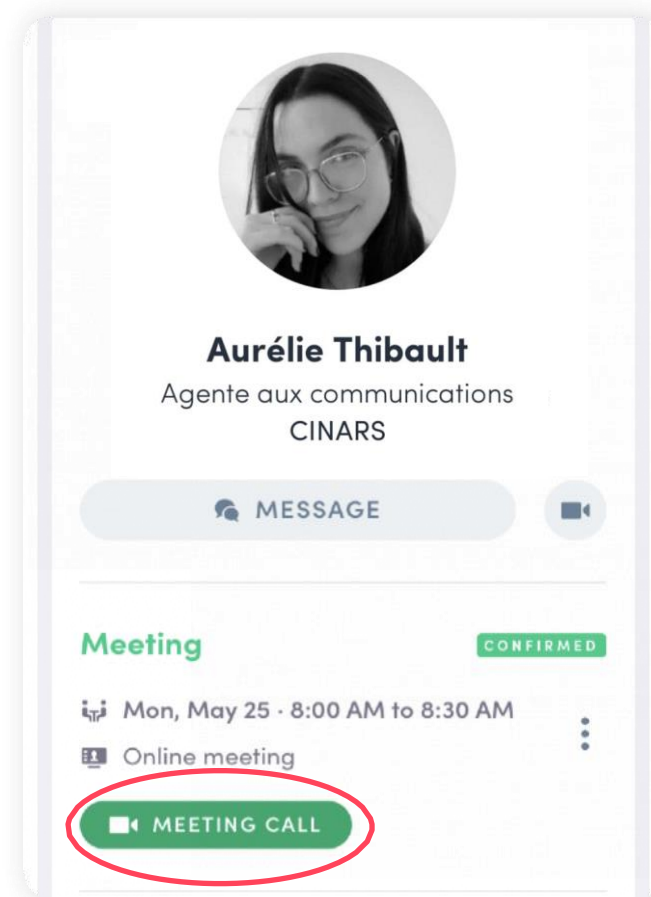 Aurélie Thibault
Agente aux communications
CINARS
MESSAGE
Meeting
CONFIRMED
Mon, May 25 · 8:00 AM to 8:30 AM
Online meeting
MEETING CALL